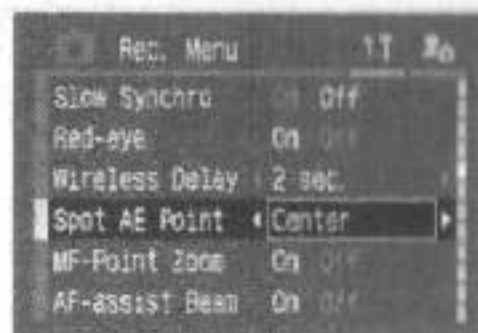 Rec. Menu
Slow Synchro On Off
Red-eye On Off
Wireless Delay 2 sec.
Spot AE Point Center
MF-Point Zoom On Off
AF-assist Beam On Off